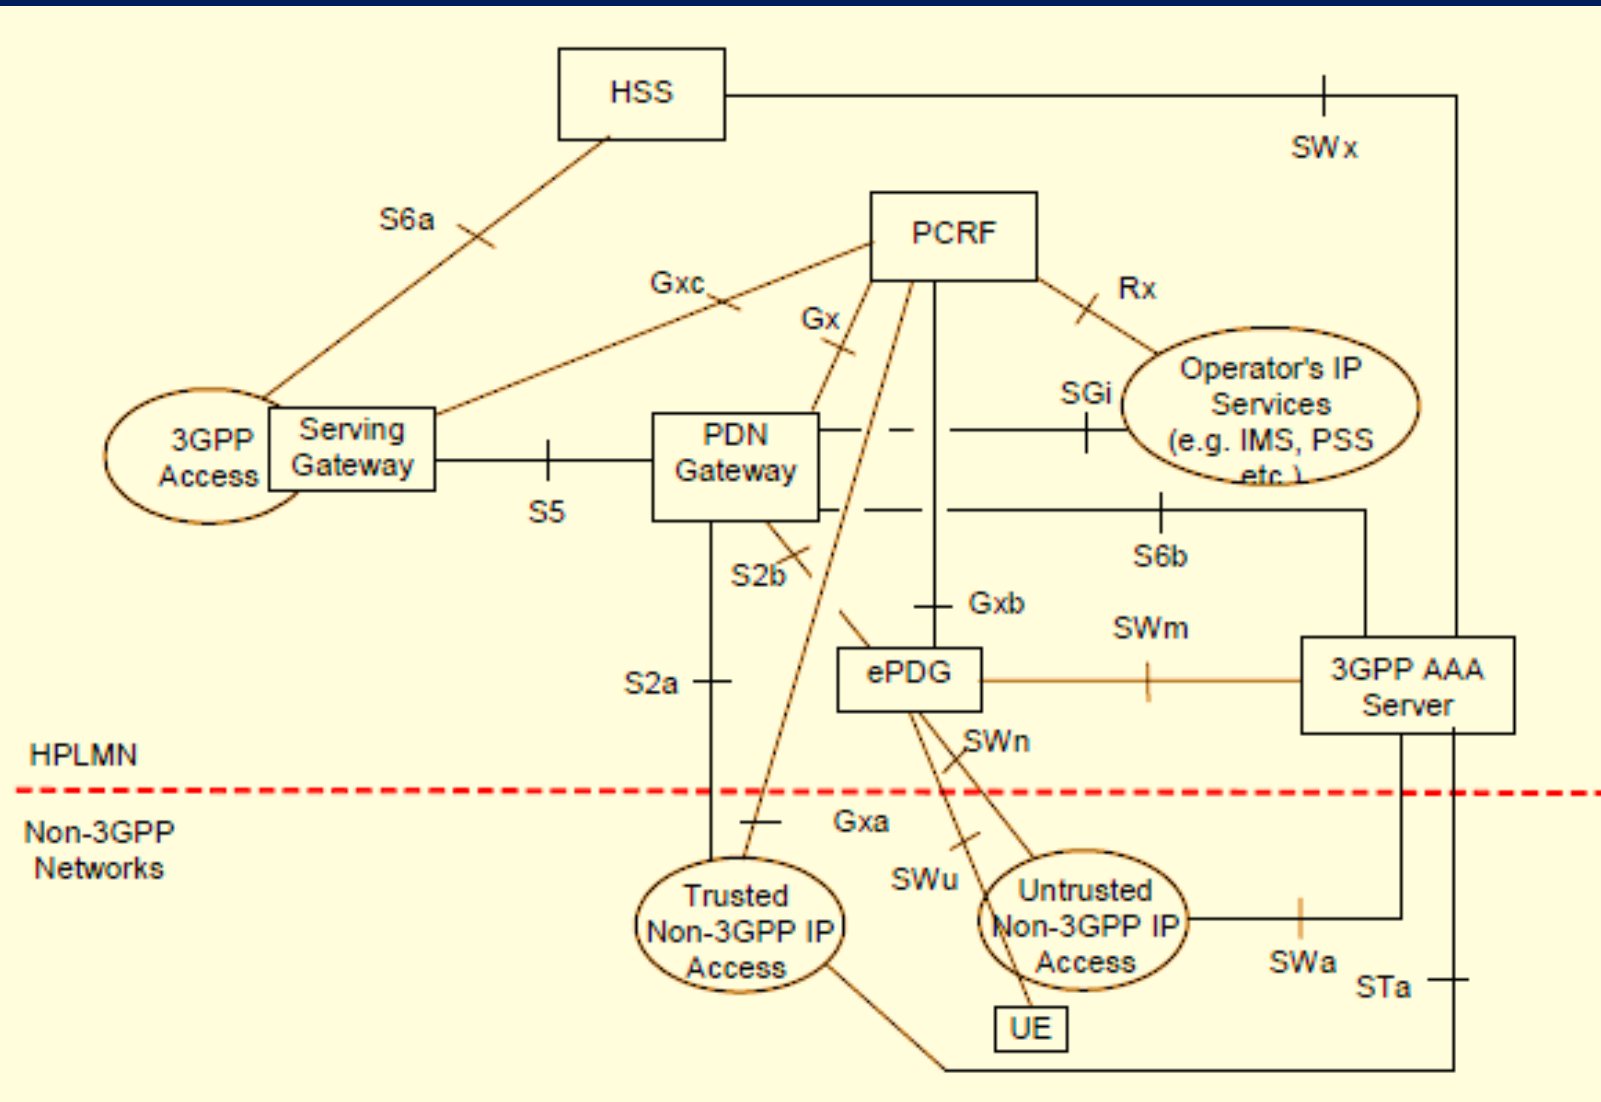 HSS
SWx
S6a
PCRF
Gxc
Rx
Gx
Operator's IP
Services
(e.g. IMS, PSS
etc.)
SGi
3GPP
Access
Serving
Gateway
PDN
Gateway
S5
S6b
S2b
Gxb
SWm
ePDG
3GPP AAA
Server
S2a
SWn
HPLMN
Non-3GPP
Networks
Gxa
SWu
Trusted
Non-3GPP IP
Access
Untrusted
Non-3GPP IP
Access
SWa
STa
UE